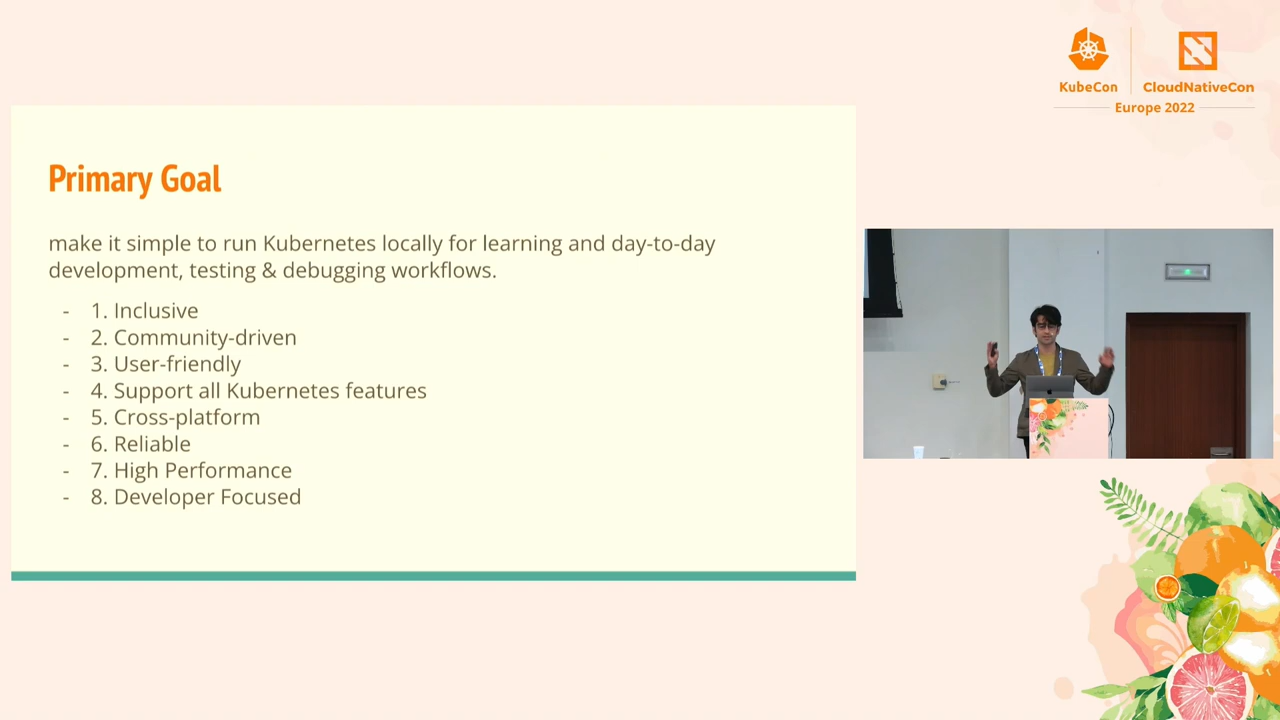 KubeCon
CloudNativeCon
Europe 2022
Primary Goal
make it simple to run Kubernetes locally for learning and day-to-day
development, testing & debugging workflows.
- 1. Inclusive
- 2. Community-driven
- 3. User-friendly
- 4. Support all Kubernetes features
- 5. Cross-platform
- 6. Reliable
- 7. High Performance
- 8. Developer Focused